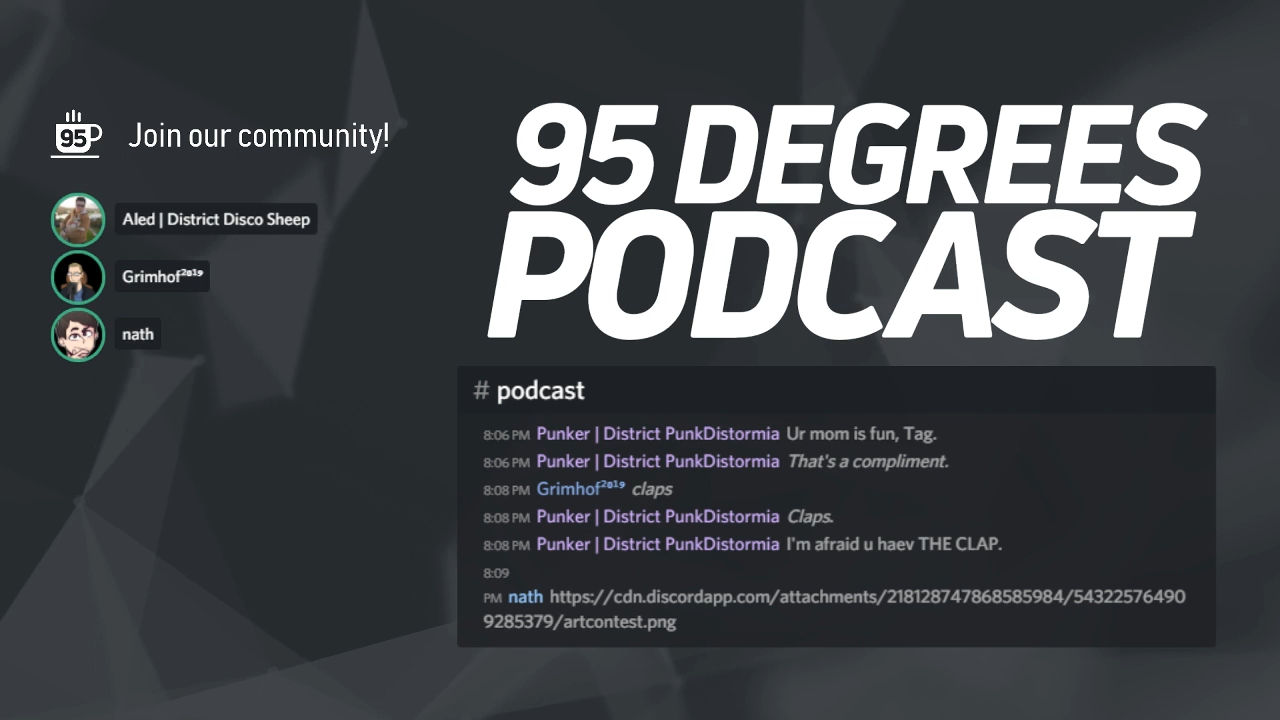 95
Join our community!
Aled | District Disco Sheep
Grimhof²⁰¹⁹
nath
95 DEGREES
PODCAST
# podcast
8:06 PM Punker | District PunkDistormia Ur mom is fun, Tag.
8:06 PM Punker | District PunkDistormia That's a compliment.
8:08 PM Grimhof²⁰¹⁹ claps
8:08 PM Punker | District PunkDistormia Claps.
8:08 PM Punker | District PunkDistormia I'm afraid u haev THE CLAP.
8:09
PM nath https://cdn.discordapp.com/attachments/218128747868585984/54322576490
9285379/artcontest.png